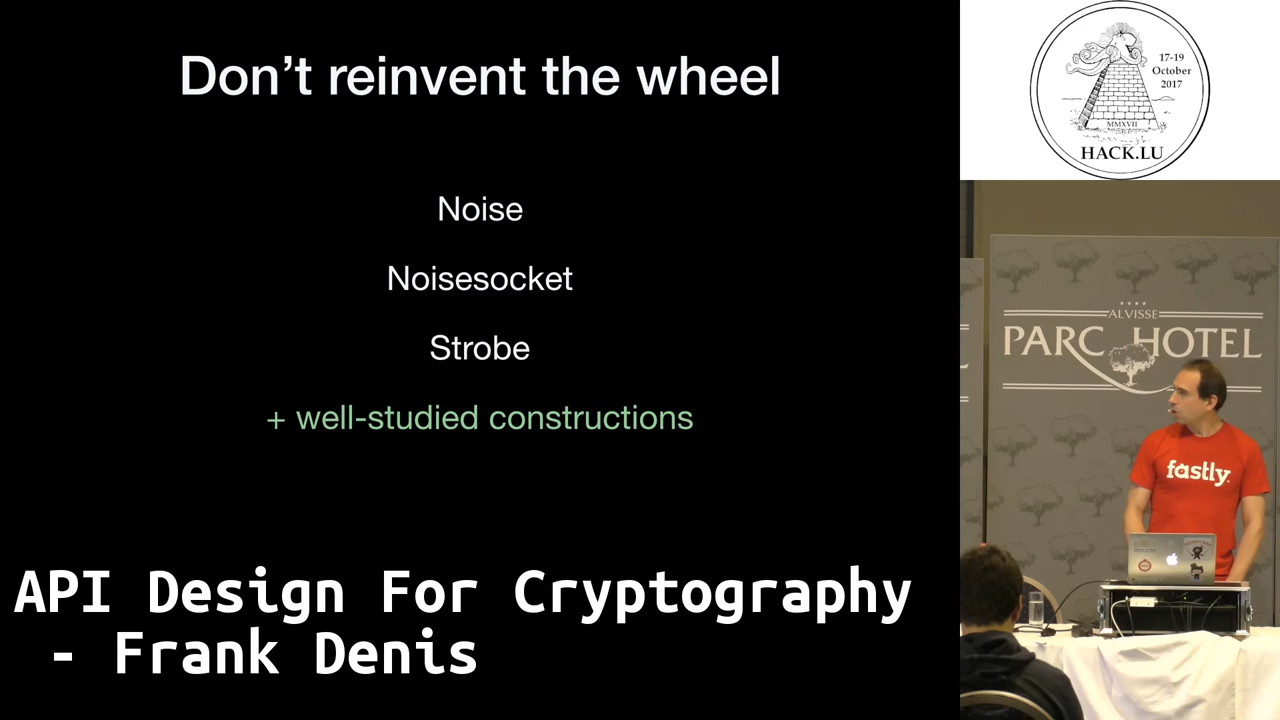 Don’t reinvent the wheel
Noise
Noisesocket
Strobe
+ well-studied constructions
API Design For Cryptography
- Frank Denis
17-19
October
2017
MMXVII
HACK.LU
ALVISSE
PARC HOTEL
fastly.